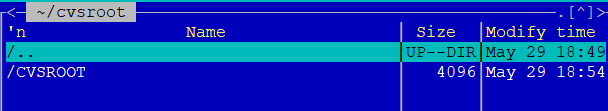 <─ ~/cvsroot ─.[^]>
'n Name Size Modify time
/.. UP--DIR May 29 18:49
/CVSROOT 4096 May 29 18:54